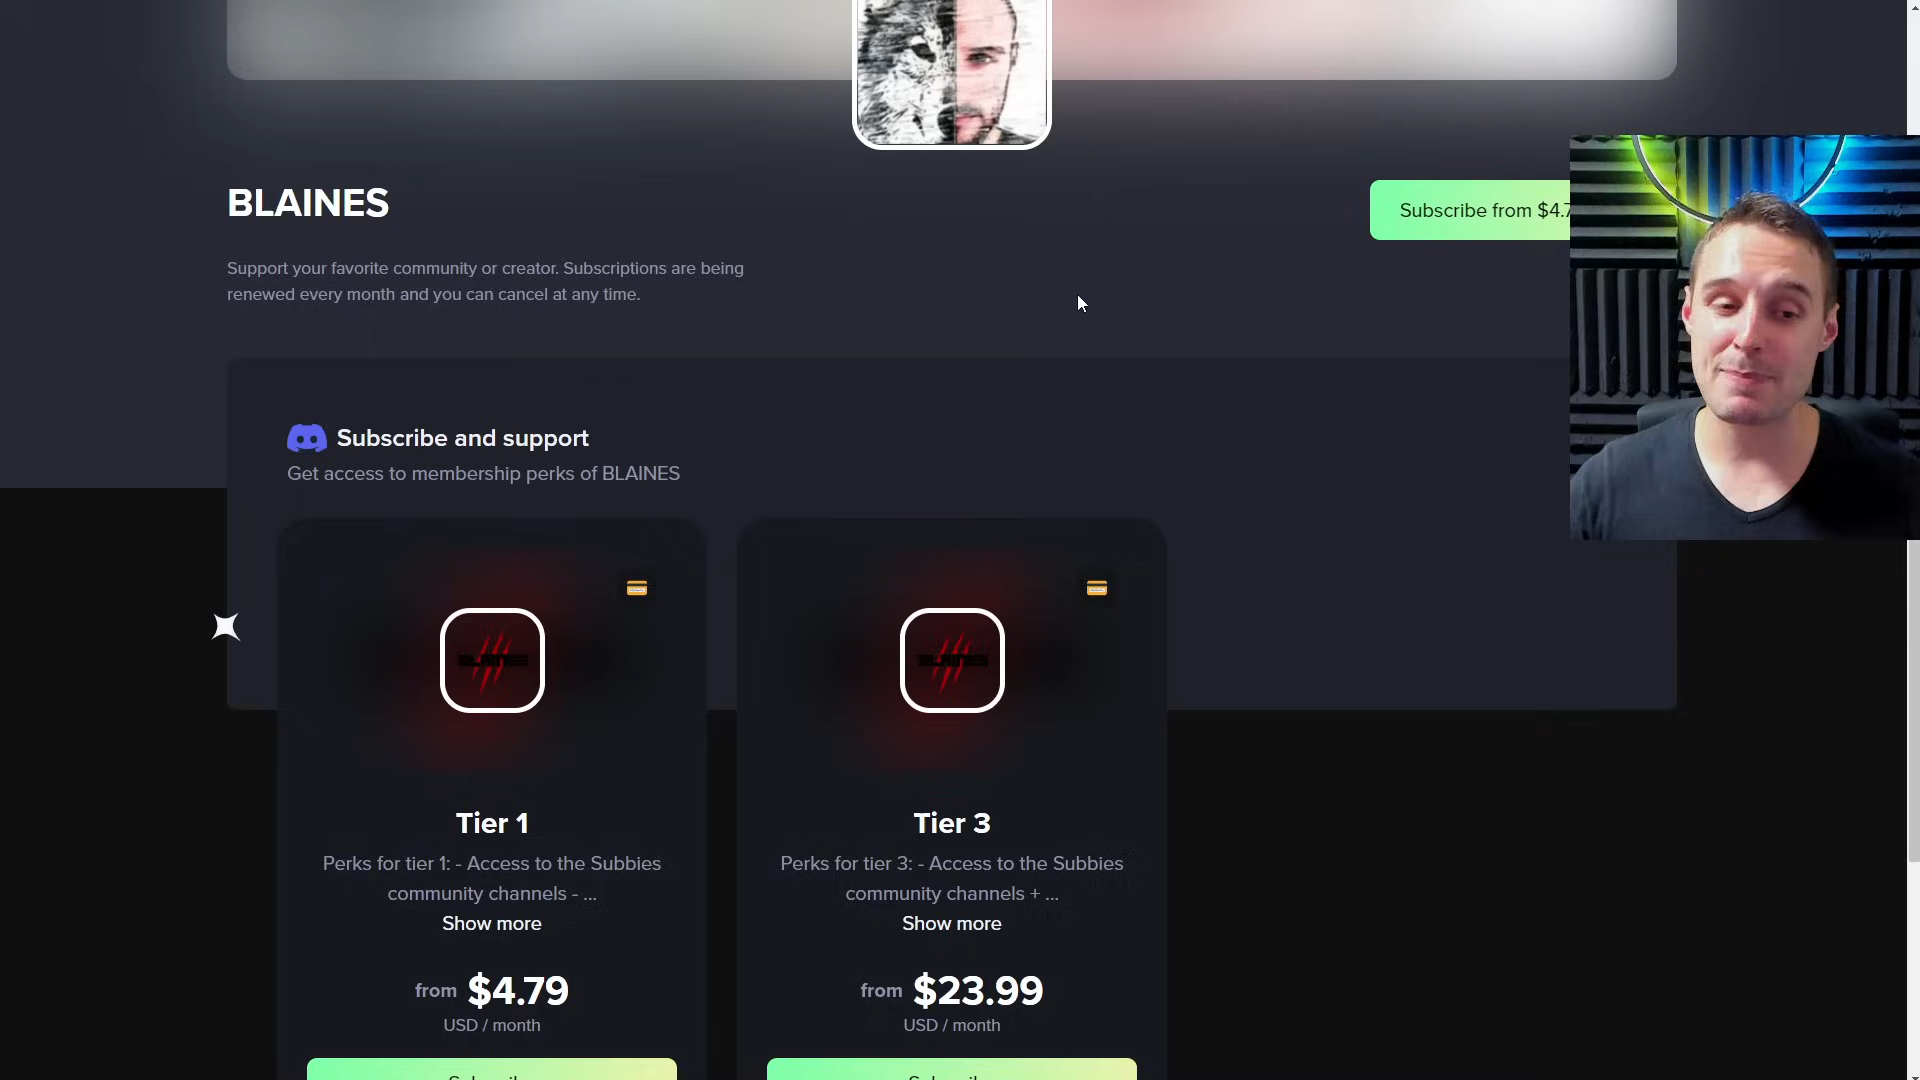 BLAINES
Subscribe from $4.7
Support your favorite community or creator. Subscriptions are being
renewed every month and you can cancel at any time.
Subscribe and support
Get access to membership perks of BLAINES
BLAINES
BLAINES
Tier 1
Perks for tier 1: - Access to the Subbies
community channels - ...
Show more
from $4.79
USD / month
Tier 3
Perks for tier 3: - Access to the Subbies
community channels + ...
Show more
from $23.99
USD / month